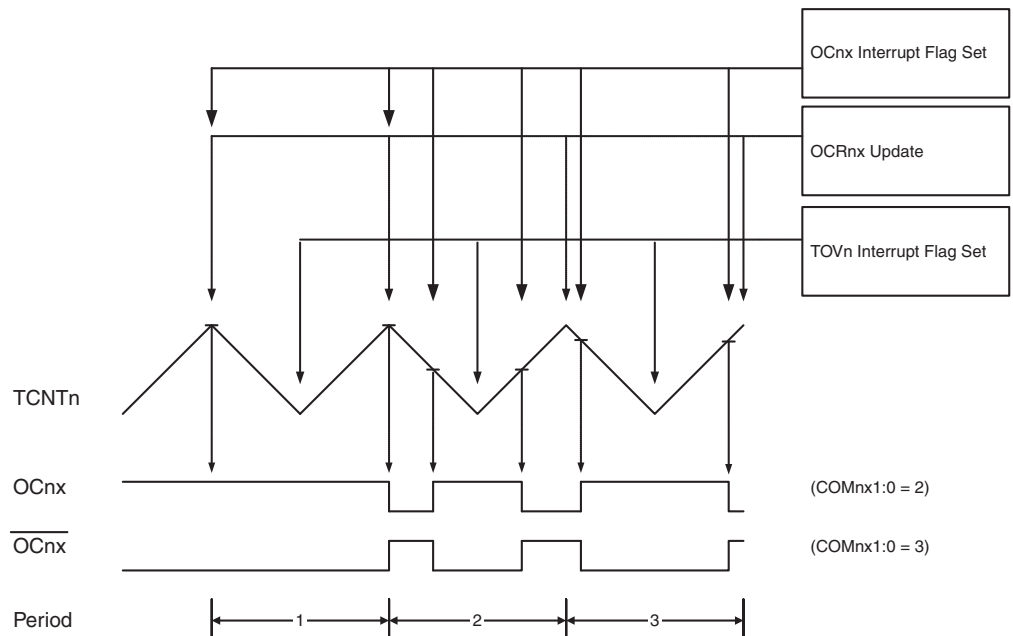 OCnx Interrupt Flag Set
OCRnx Update
TOVn Interrupt Flag Set
TCNTn
OCnx
(COMnx1:0 = 2)
OCnx
(COMnx1:0 = 3)
Period
1
2
3